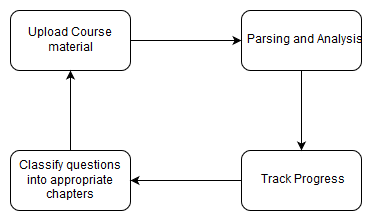 Upload Course
material
Parsing and Analysis
Classify questions
into appropriate
chapters
Track Progress